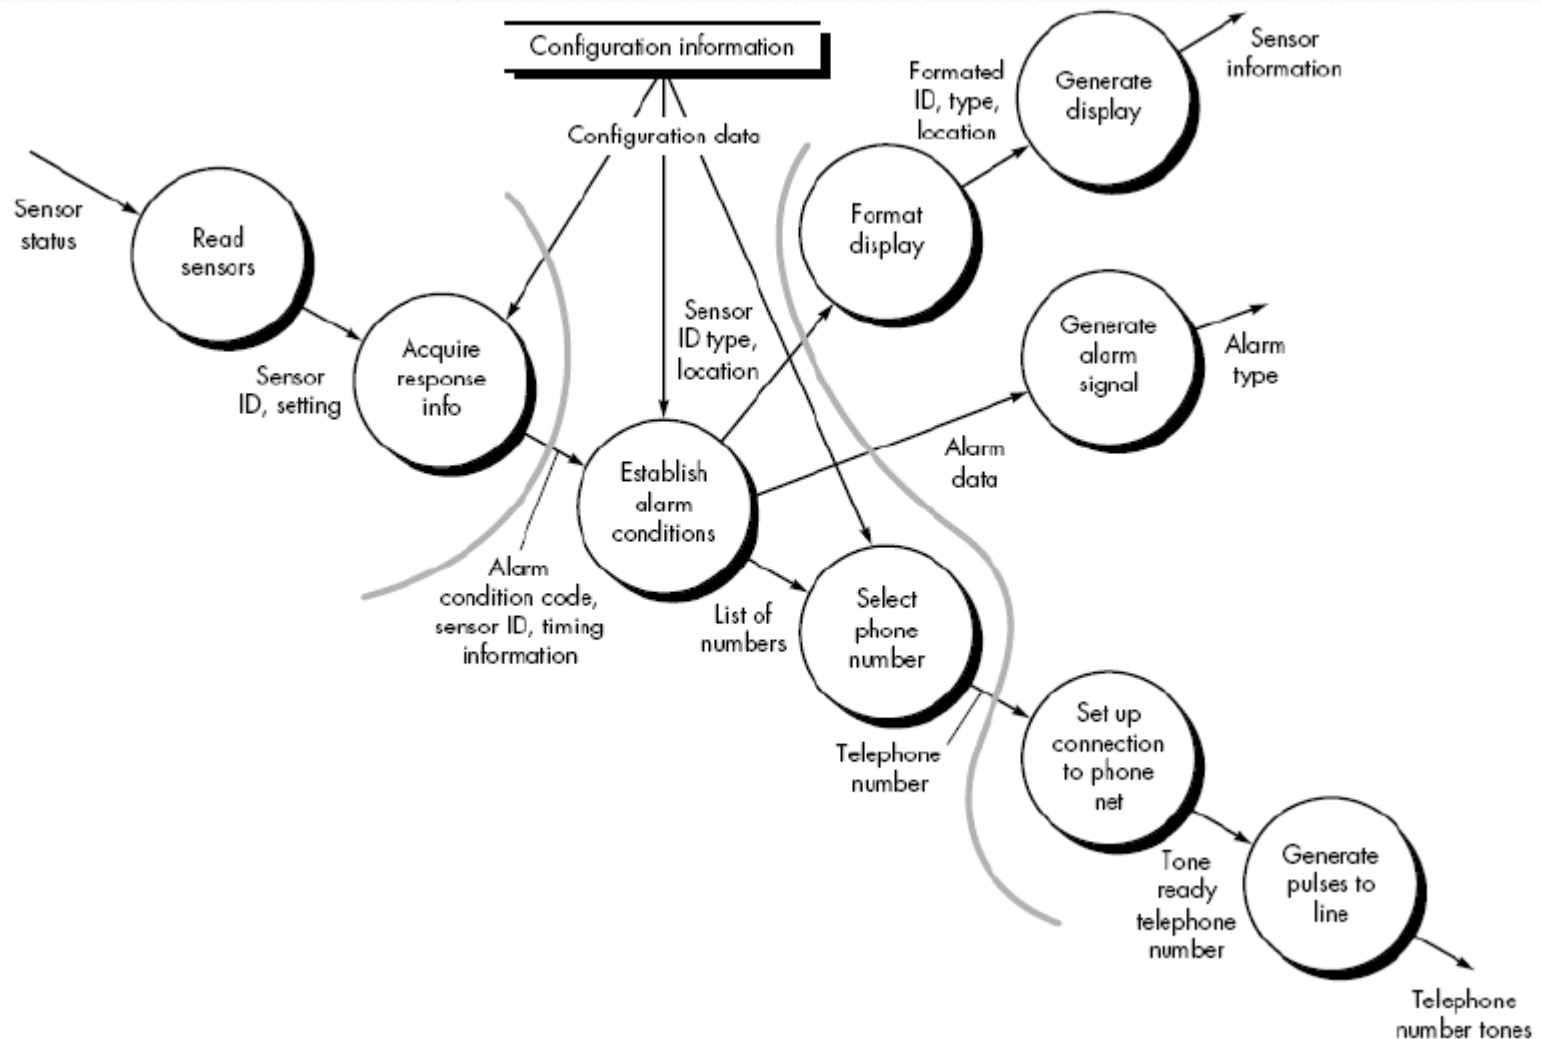 Configuration information
Configuration data
Sensor
status
Read
sensors
Sensor
ID, setting
Acquire
response
info
Alarm
condition code,
sensor ID, timing
information
Establish
alarm
conditions
Sensor
ID type,
location
Format
display
Formated
ID, type,
location
Generate
display
Sensor
information
Alarm
data
Generate
alarm
signal
Alarm
type
List of
numbers
Select
phone
number
Telephone
number
Set up
connection
to phone
net
Tone
ready
telephone
number
Generate
pulses to
line
Telephone
number tones